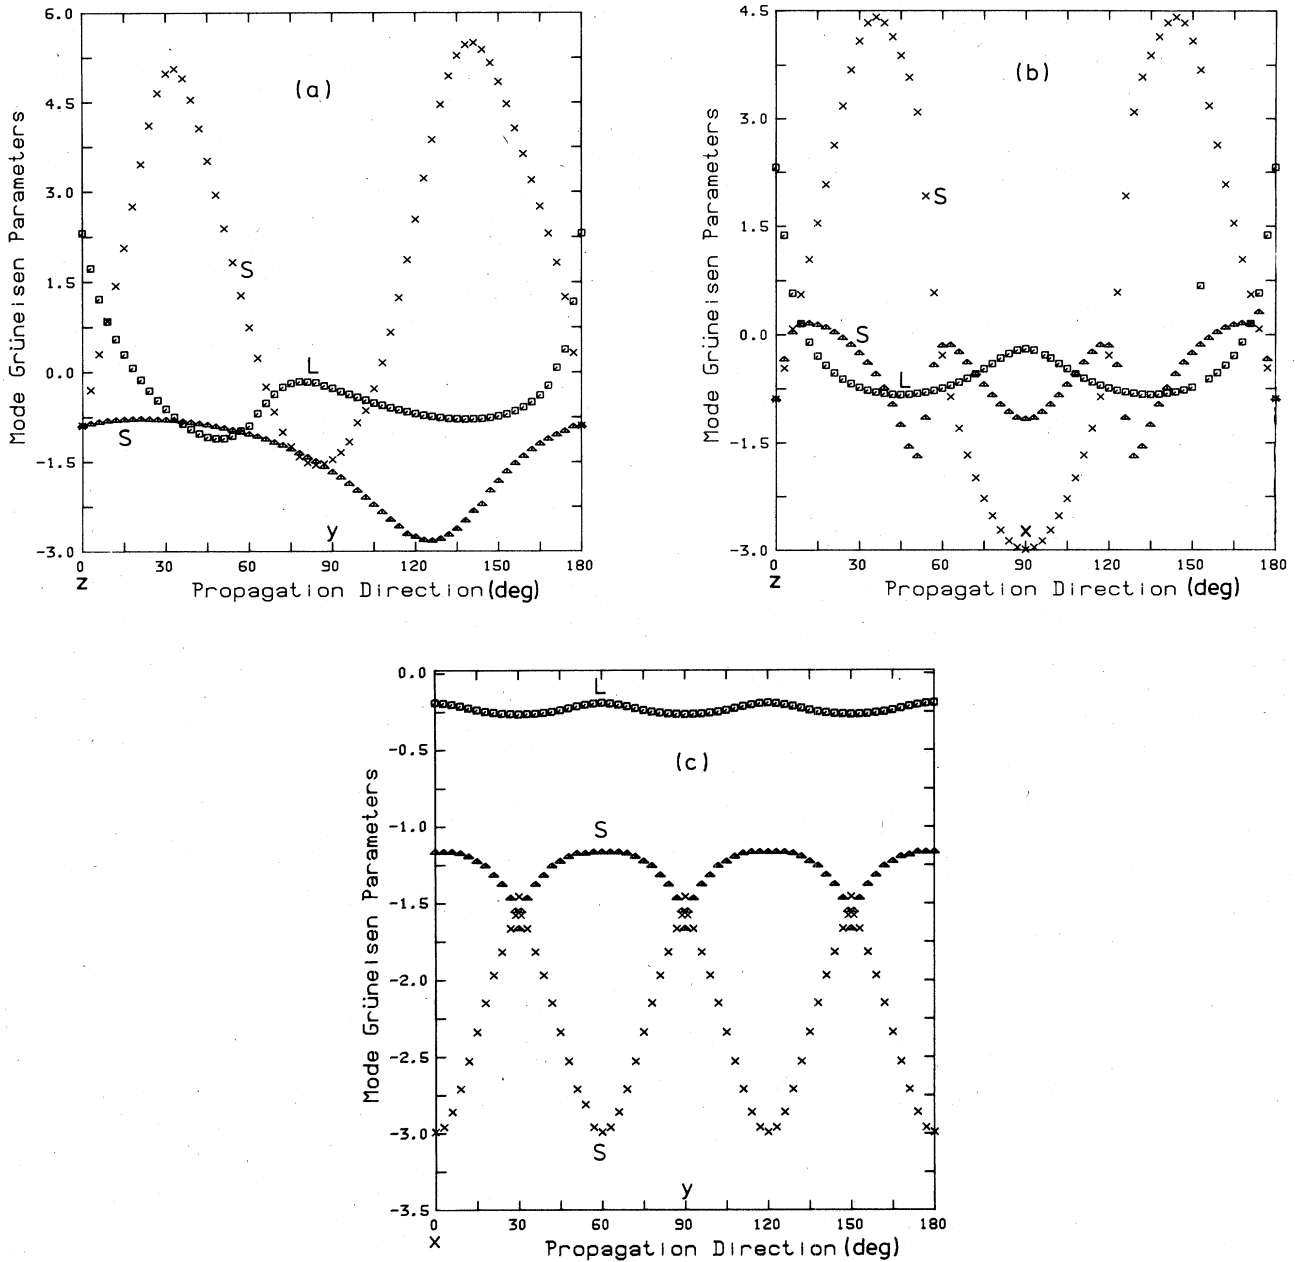 (a)
Mode Grüneisen Parameters
6.0
4.5
3.0
1.5
0.0
-1.5
-3.0
S
L
S
y
0 30 60 90 120 150 180
z
Propagation Direction (deg)
(b)
Mode Grüneisen Parameters
4.5
3.0
1.5
0.0
-1.5
-3.0
S
S
L
X
0 30 60 90 120 150 180
z
Propagation Direction (deg)
(c)
Mode Grüneisen Parameters
0.0
-0.5
-1.0
-1.5
-2.0
-2.5
-3.0
-3.5
L
S
S
y
0 30 60 90 120 150 180
X
Propagation Direction (deg)